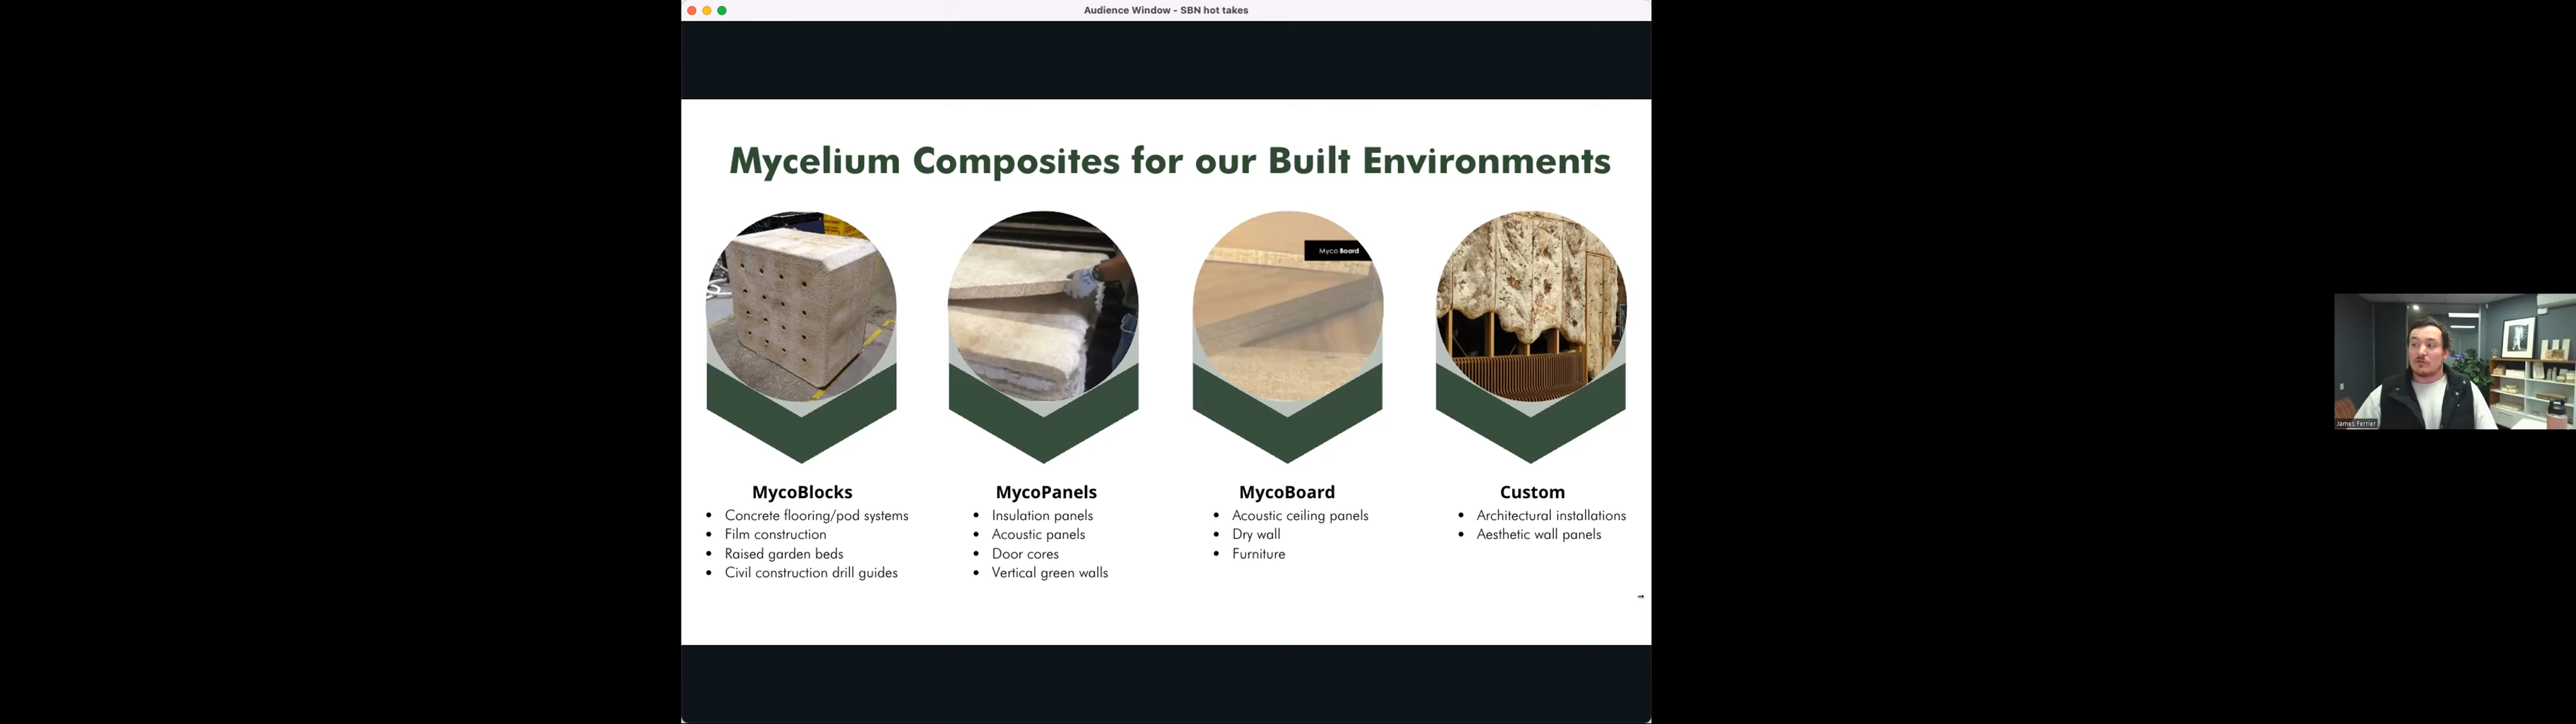 Audience Window - SBN hot takes
Mycelium Composites for our Built Environments
Myco Board
MycoBlocks
• Concrete flooring/pod systems
• Film construction
• Raised garden beds
• Civil construction drill guides
MycoPanels
• Insulation panels
• Acoustic panels
• Door cores
• Vertical green walls
MycoBoard
• Acoustic ceiling panels
• Dry wall
• Furniture
Custom
• Architectural installations
• Aesthetic wall panels
James Ferrier